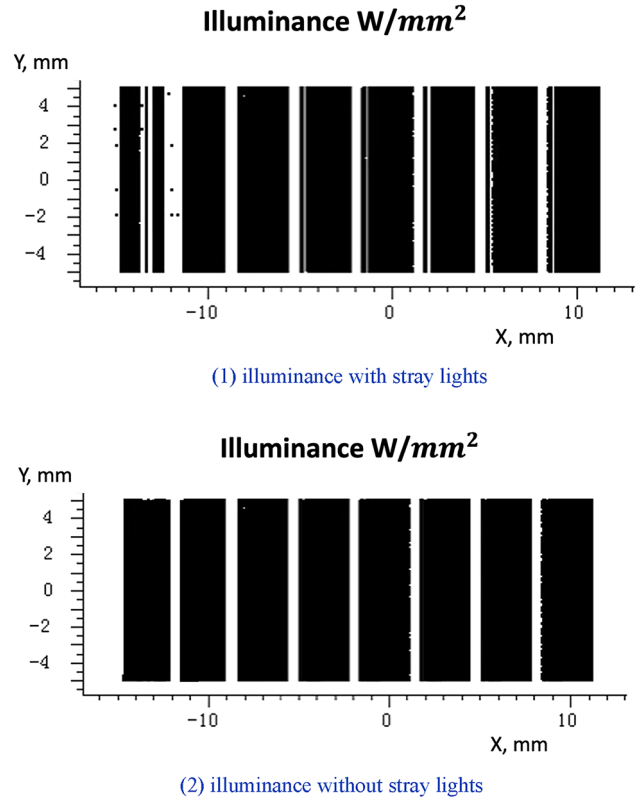 Illuminance W/mm²
Y, mm
4
2
0
−2
−4
−10 0 10
X, mm
(1) illuminance with stray lights
Illuminance W/mm²
Y, mm
4
2
0
−2
−4
−10 0 10
X, mm
(2) illuminance without stray lights